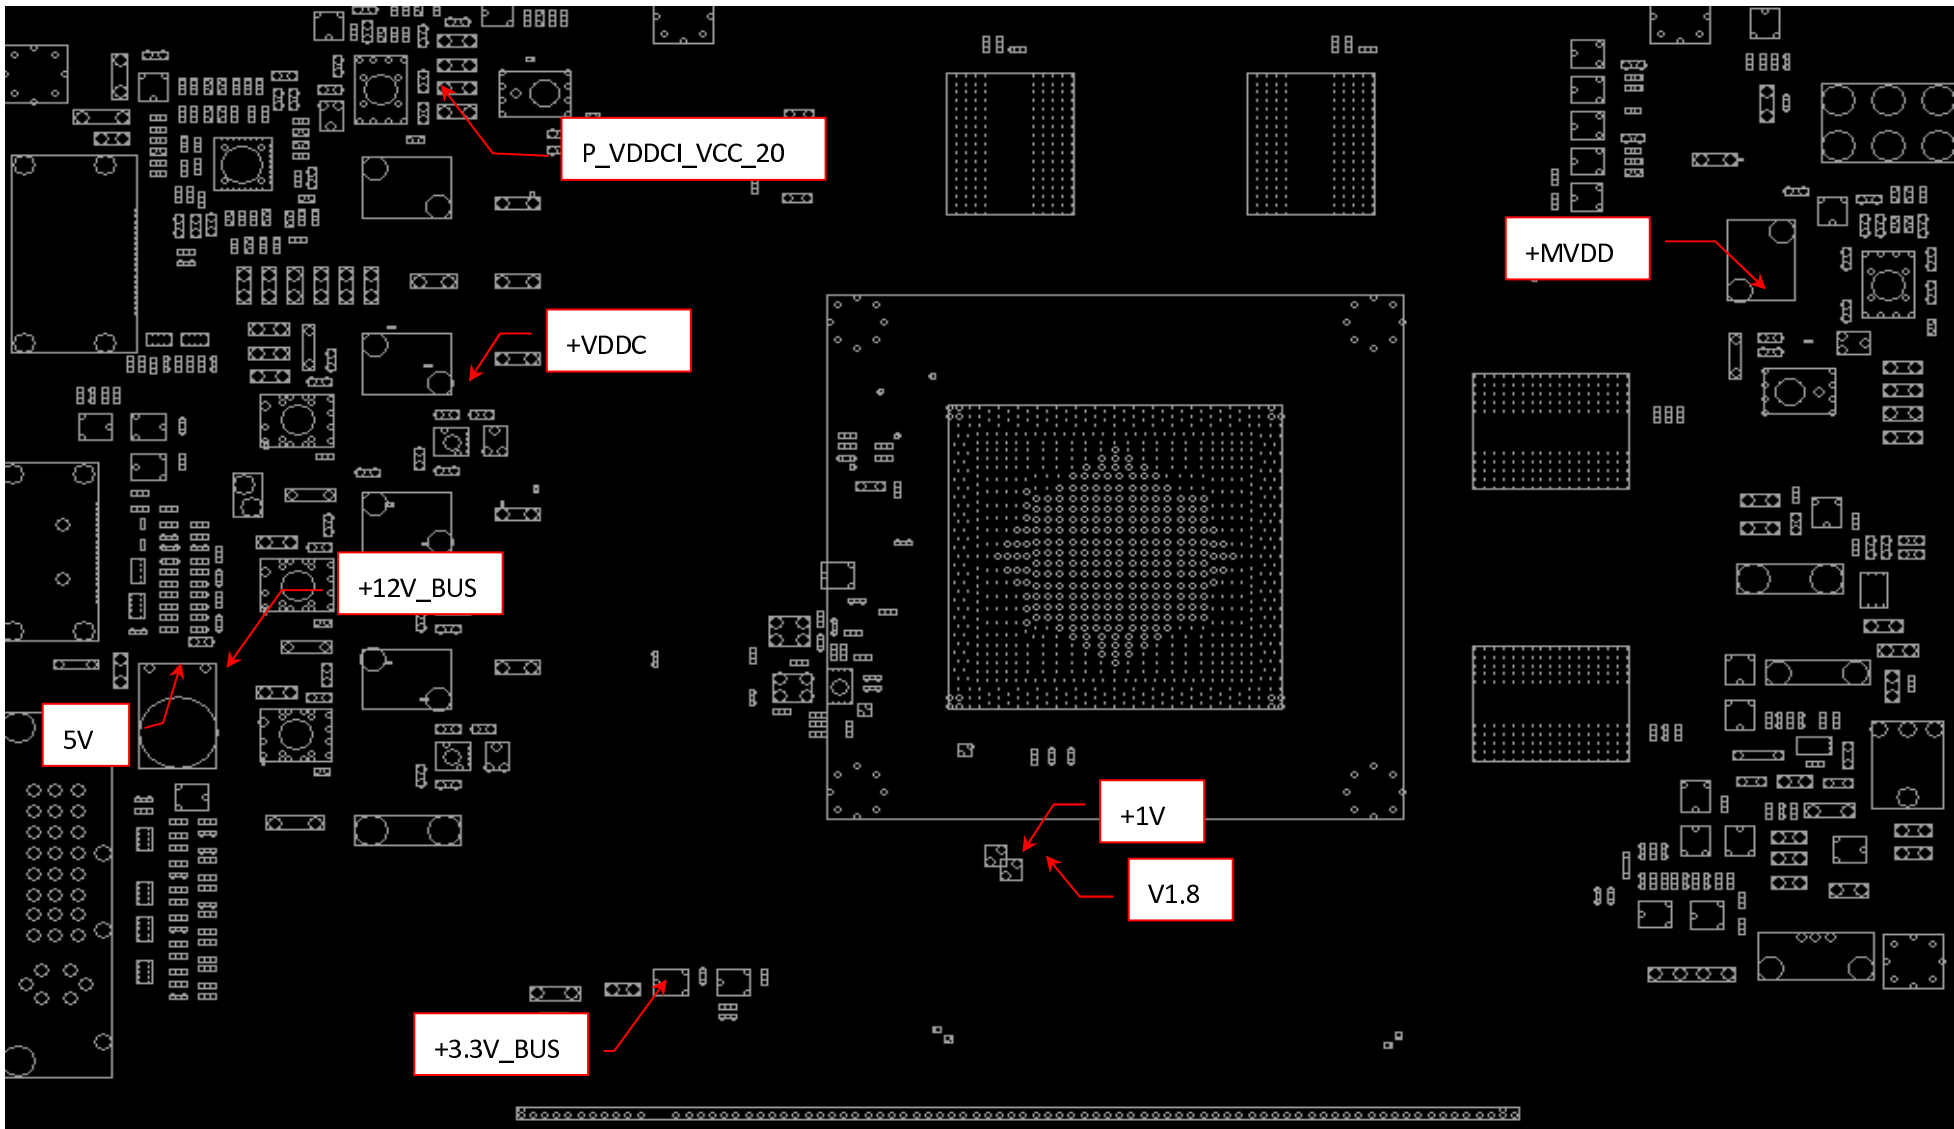 P_VDDCI_VCC_20
+MVDD
+VDDC
+12V_BUS
5V
+1V
V1.8
+3.3V_BUS